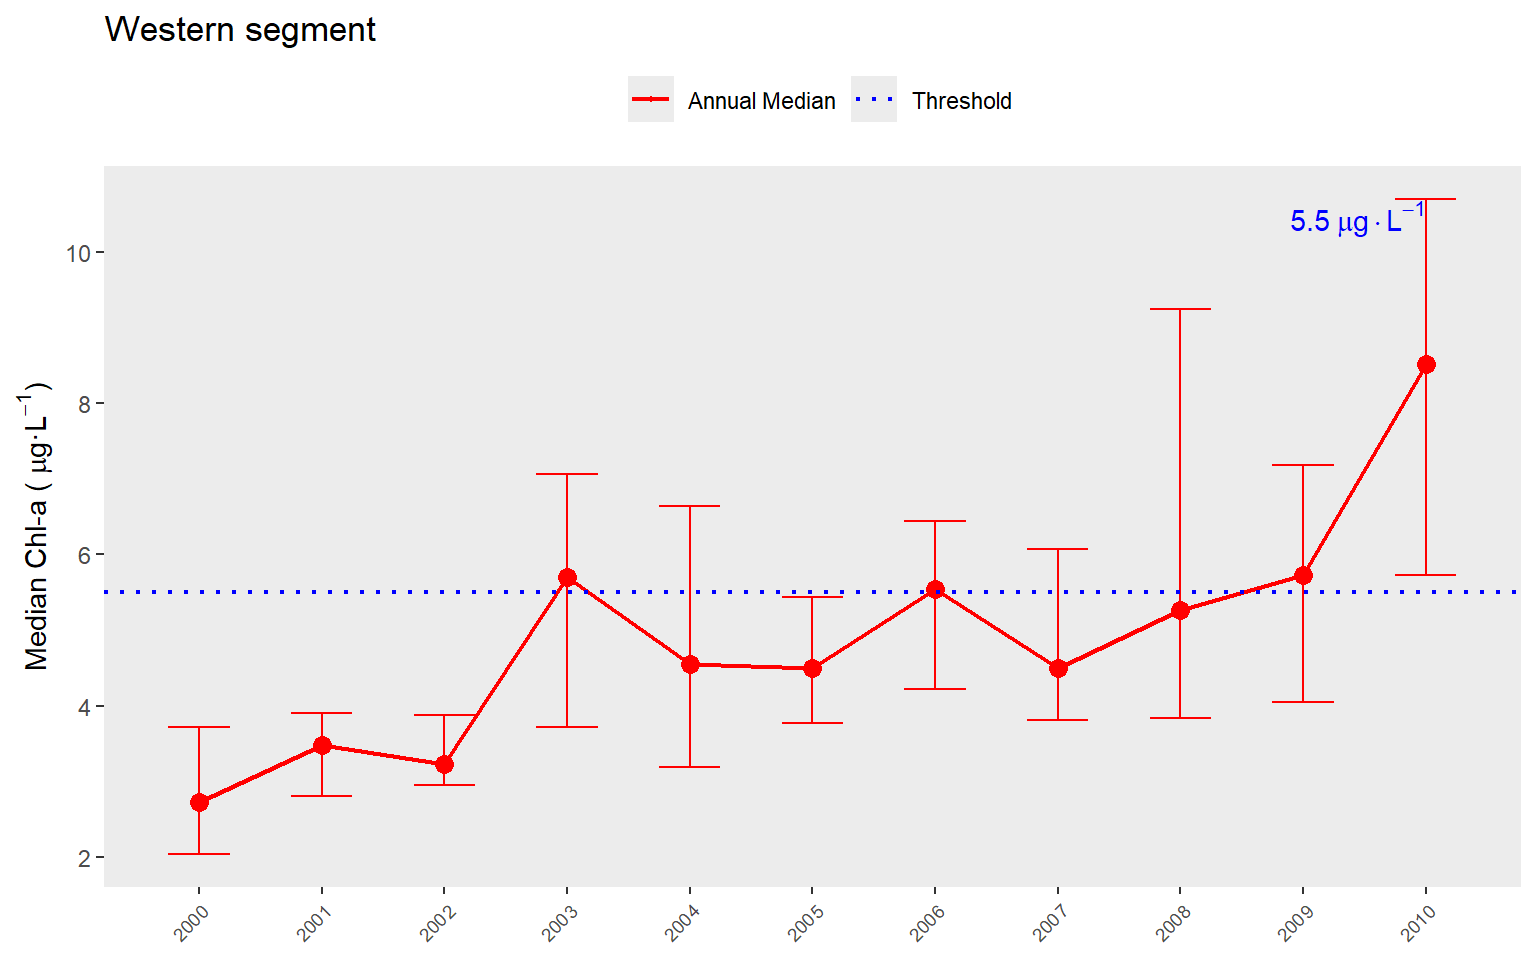 Western segment
Annual Median Threshold
5.5 μg·L⁻¹
Median Chl-a ( μg·L⁻¹)
10
8
6
4
2
2000 2001 2002 2003 2004 2005 2006 2007 2008 2009 2010